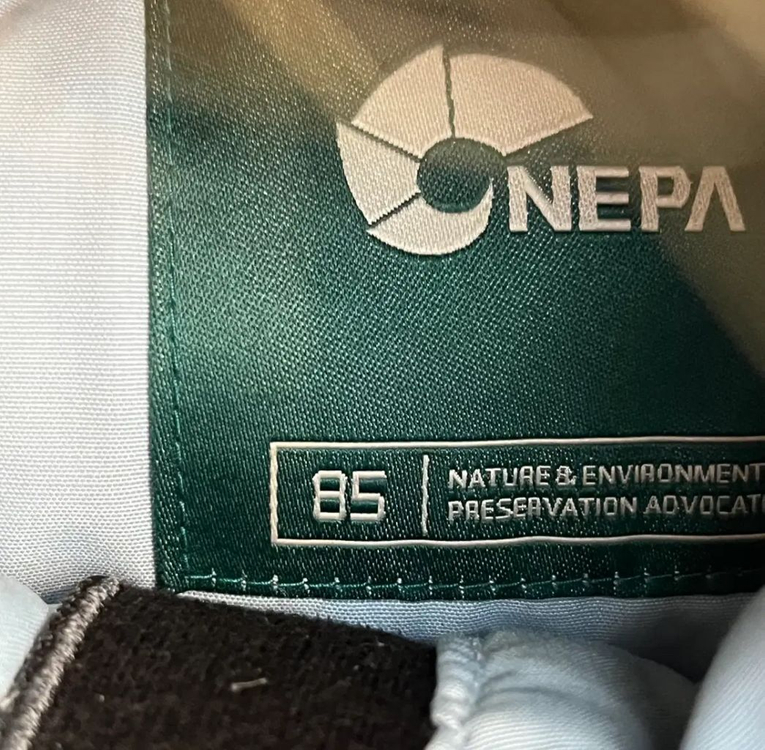 NEPA
85
NATURE & ENVIRONMENT
PRESERVATION ADVOCAT